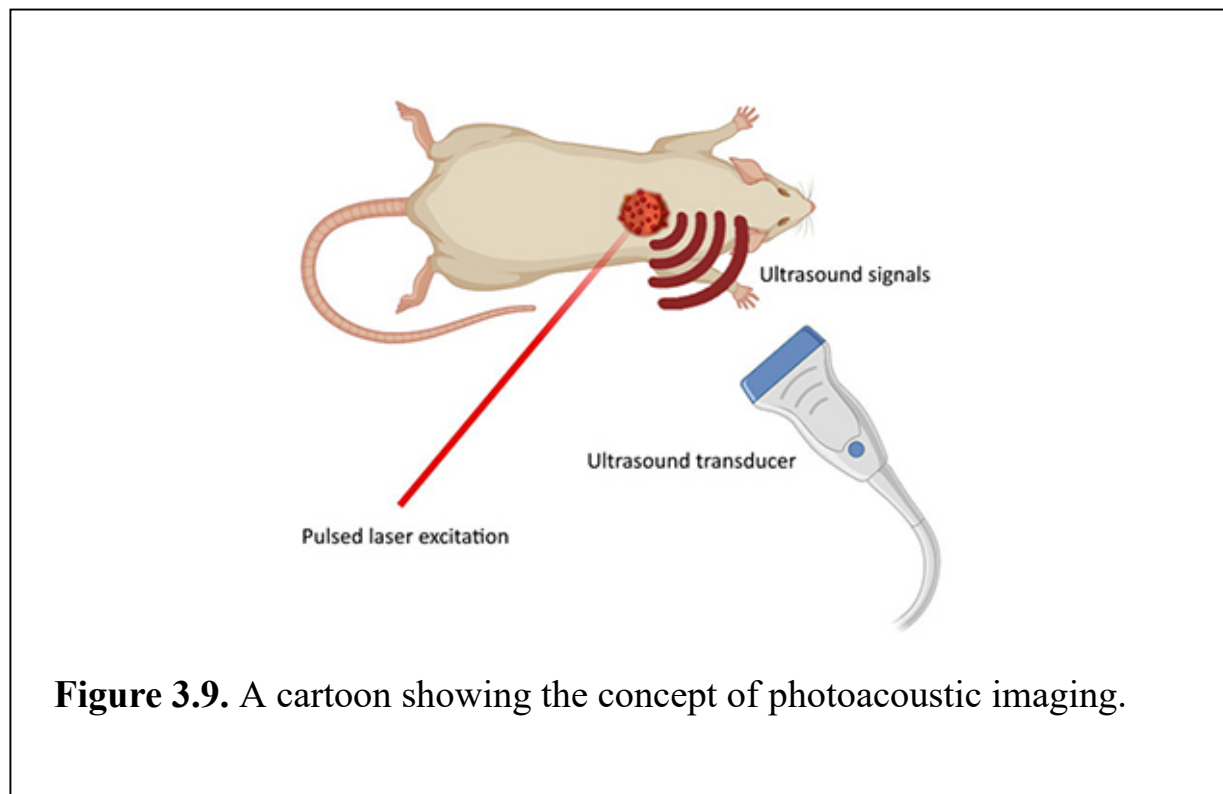 Ultrasound signals
Ultrasound transducer
Pulsed laser excitation
Figure 3.9. A cartoon showing the concept of photoacoustic imaging.